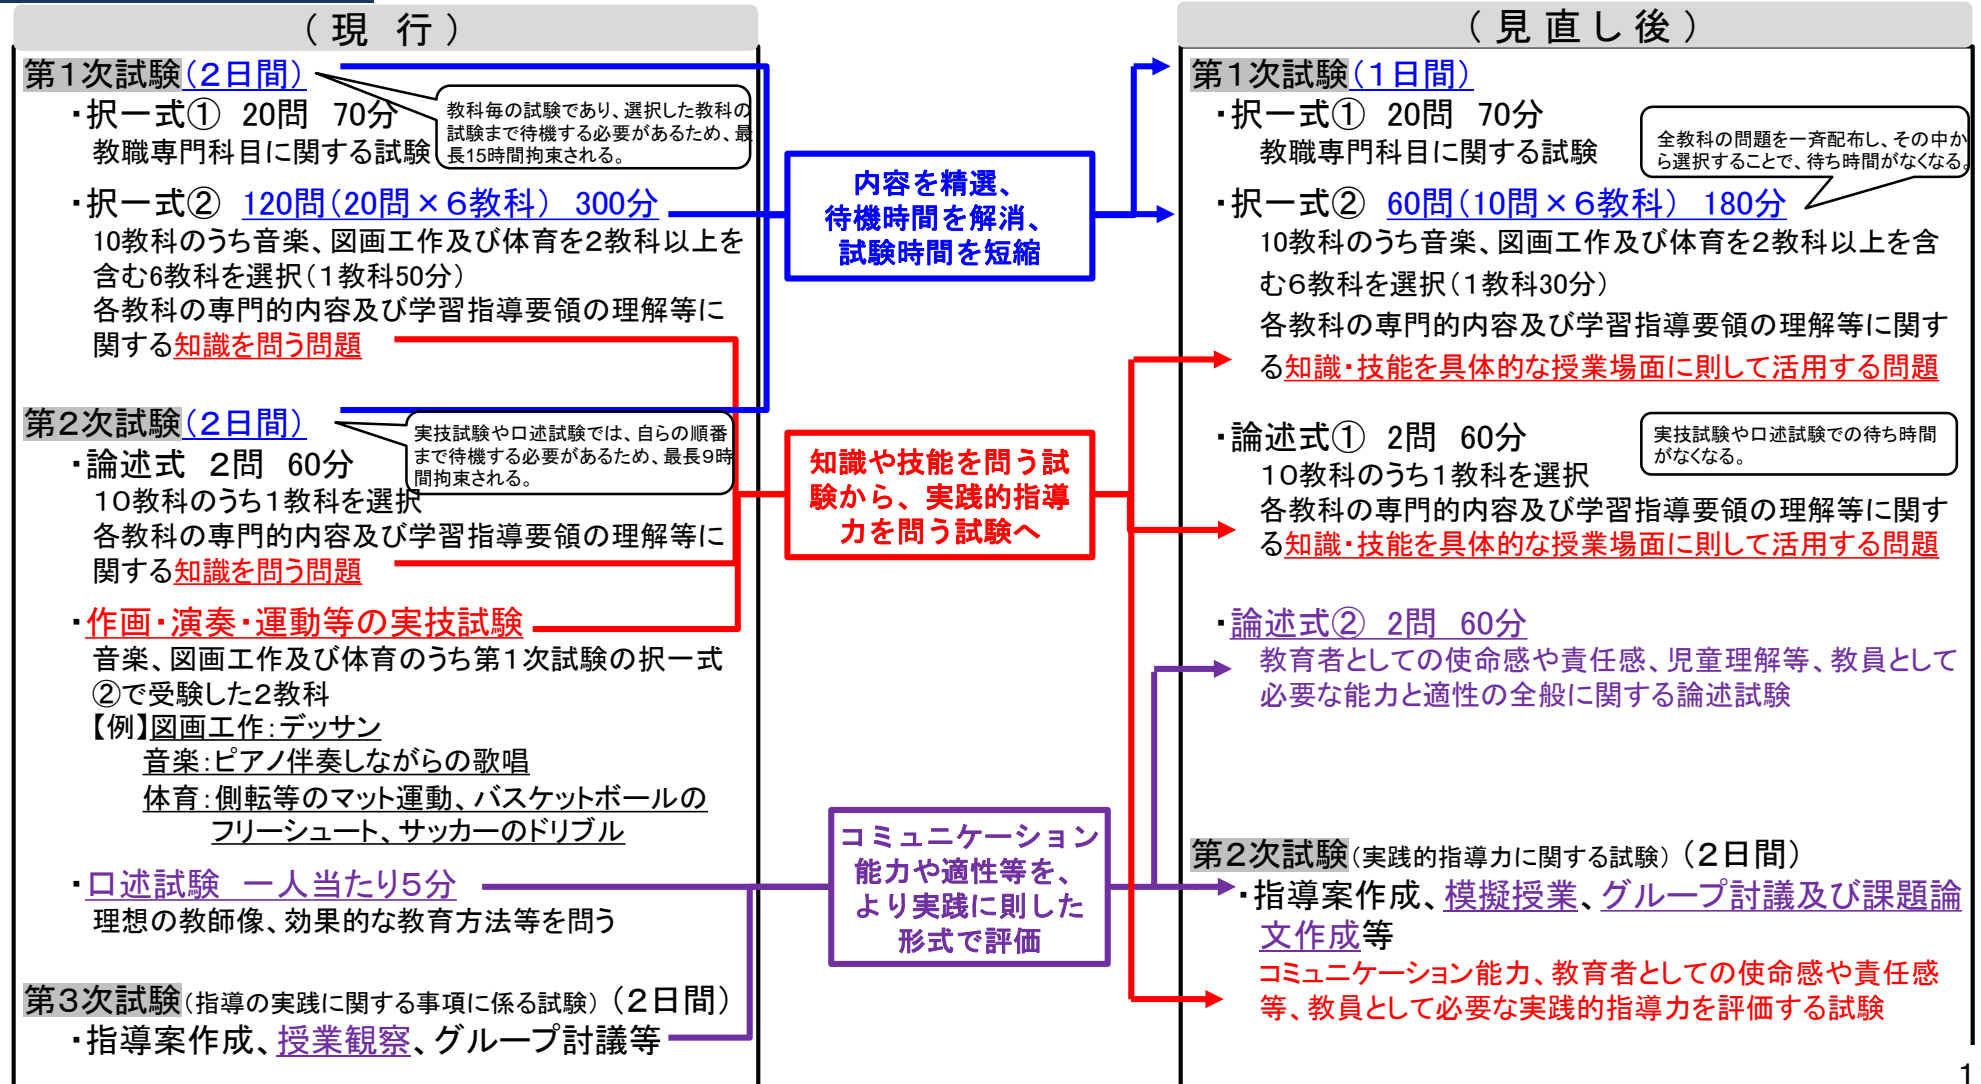 （現 行）
第１次試験（２日間）
教科毎の試験であり、選択した教科の
試験まで待機する必要があるため、最
長15時間拘束される。
・択一式① 20問 70分
教職専門科目に関する試験
・択一式② 120問（20問×６教科） 300分
10教科のうち音楽、図画工作及び体育を２教科以上を
含む6教科を選択（１教科50分）
各教科の専門的内容及び学習指導要領の理解等に
関する知識を問う問題
第２次試験（２日間）
実技試験や口述試験では、自らの順番
まで待機する必要があるため、最長９時
間拘束される。
・論述式 ２問 60分
１０教科のうち１教科を選択
各教科の専門的内容及び学習指導要領の理解等に
関する知識を問う問題
・作画・演奏・運動等の実技試験
音楽、図画工作及び体育のうち第１次試験の択一式
②で受験した２教科
【例】図画工作：デッサン
音楽：ピアノ伴奏しながらの歌唱
体育：側転等のマット運動、バスケットボールの
フリーシュート、サッカーのドリブル
・口述試験 一人当たり５分
理想の教師像、効果的な教育方法等を問う
第３次試験（指導の実践に関する事項に係る試験）（２日間）
・指導案作成、授業観察、グループ討議等
内容を精選、
待機時間を解消、
試験時間を短縮
知識や技能を問う試
験から、実践的指導
力を問う試験へ
コミュニケーション
能力や適性等を、
より実践に則した
形式で評価
（見直し後）
第１次試験（１日間）
・択一式① 20問 70分
教職専門科目に関する試験
全教科の問題を一斉配布し、その中か
ら選択することで、待ち時間がなくなる。
・択一式② 60問（10問×６教科） 180分
10教科のうち音楽、図画工作及び体育を２教科以上を含
む６教科を選択（１教科30分）
各教科の専門的内容及び学習指導要領の理解等に関す
る知識・技能を具体的な授業場面に則して活用する問題
・論述式① 2問 60分
１０教科のうち１教科を選択
実技試験や口述試験での待ち時間
がなくなる。
各教科の専門的内容及び学習指導要領の理解等に関す
る知識・技能を具体的な授業場面に則して活用する問題
・論述式② 2問 60分
教育者としての使命感や責任感、児童理解等、教員として
必要な能力と適性の全般に関する論述試験
第２次試験（実践的指導力に関する試験）（２日間）
・指導案作成、模擬授業、グループ討議及び課題論
文作成等
コミュニケーション能力、教育者としての使命感や責任感
等、教員として必要な実践的指導力を評価する試験
1